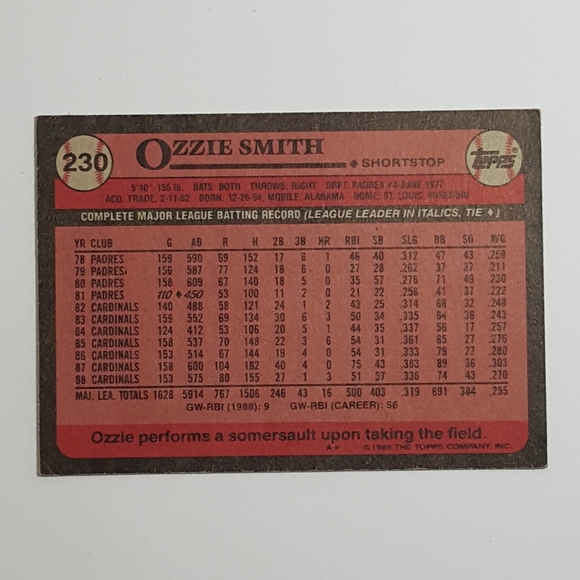 230
OZZIE SMITH
♦ SHORTSTOP
Topps®
5'10" 155 lb. BATS: BOTH THROWS: RIGHT DRFT: PADRES #4-JUNE 1977
ACQ: TRADE, 2-11-82 BORN: 12-26-54, MOBILE, ALABAMA HOME: ST. LOUIS, MISSOURI
COMPLETE MAJOR LEAGUE BATTING RECORD (LEAGUE LEADER IN ITALICS, TIE ♦)
YR CLUB G AB R H 2B 3B HR RBI SB SLG BB SO AVG
78 PADRES 159 590 69 152 17 6 1 46 40 .312 47 43 .258
79 PADRES 156 587 77 124 18 6 0 27 28 .262 37 37 .211
80 PADRES 158 609 67 140 18 5 0 35 57 .276 71 49 .230
81 PADRES 110 ♦450 53 100 11 2 0 21 22 .256 41 37 .222
82 CARDINALS 140 488 58 121 24 1 2 43 25 .314 68 32 .248
83 CARDINALS 159 552 69 134 30 6 3 50 34 .335 64 36 .243
84 CARDINALS 124 412 53 106 20 5 1 44 35 .337 56 17 .257
85 CARDINALS 158 537 70 148 22 3 6 54 31 .361 65 27 .276
86 CARDINALS 153 514 67 144 19 4 0 54 31 .333 79 27 .280
87 CARDINALS 158 600 104 182 40 4 0 75 43 .383 89 36 .303
88 CARDINALS 153 575 80 155 27 1 3 51 57 .336 74 43 .270
MAJ. LEA. TOTALS 1628 5914 767 1506 246 43 16 500 403 .319 691 384 .255
GW-RBI (1988): 9 GW-RBI (CAREER): 56
Ozzie performs a somersault upon taking the field.
©1989 THE TOPPS COMPANY, INC.